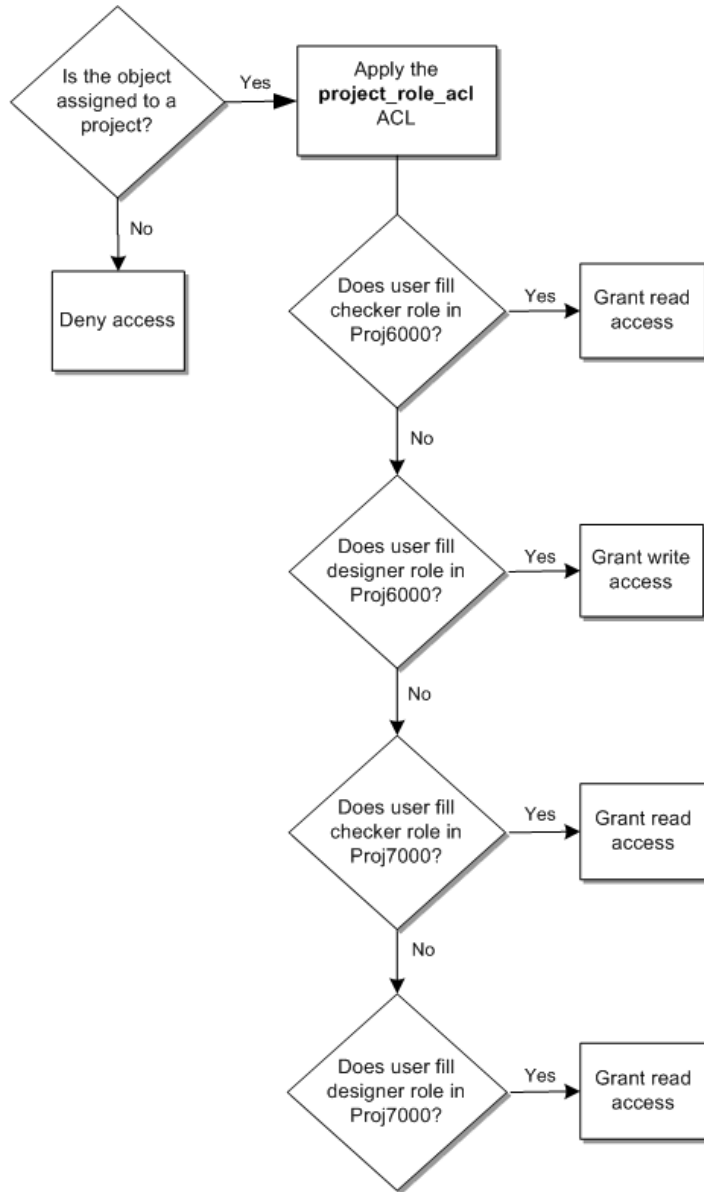 Is the object
assigned to a
project?
Yes
Apply the
project_role_acl
ACL
No
Deny access
Does user fill
checker role in
Proj6000?
Yes
Grant read
access
No
Does user fill
designer role in
Proj6000?
Yes
Grant write
access
No
Does user fill
checker role in
Proj7000?
Yes
Grant read
access
No
Does user fill
designer role in
Proj7000?
Yes
Grant read
access